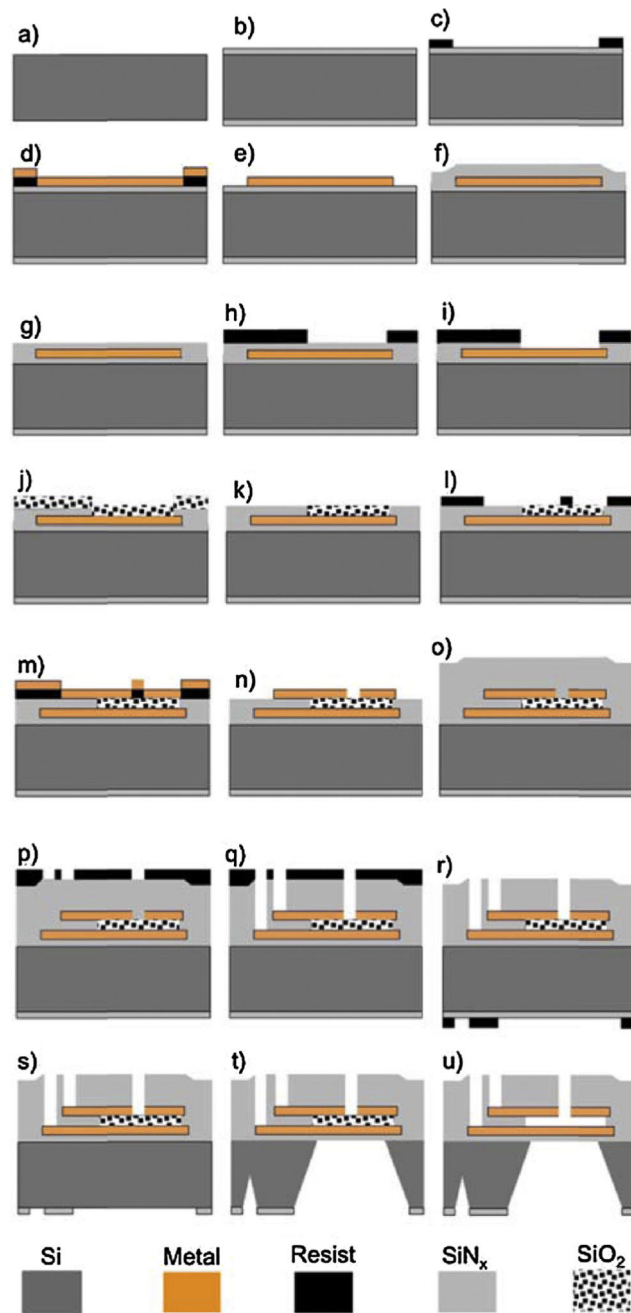 a)
b)
c)
d)
e)
f)
g)
h)
i)
j)
k)
l)
m)
n)
o)
p)
q)
r)
s)
t)
u)
Si
Metal
Resist
SiNx
SiO2